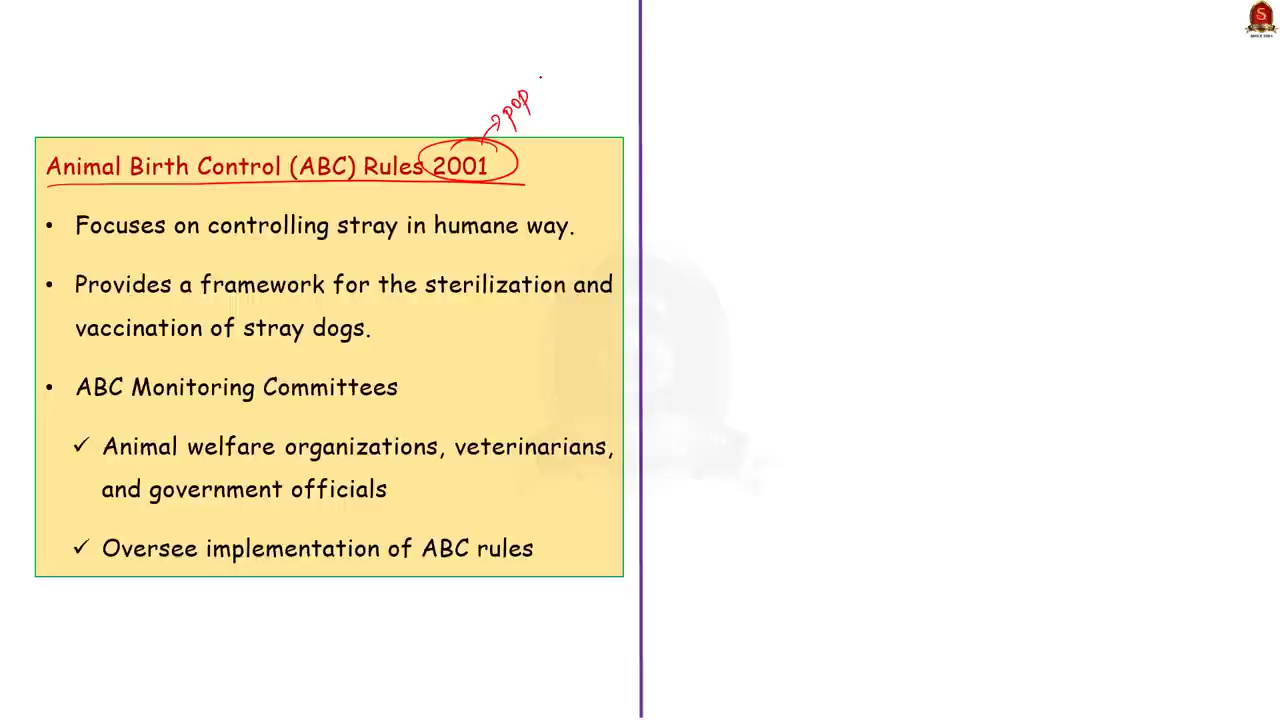 pop
Animal Birth Control (ABC) Rules 2001
• Focuses on controlling stray in humane way.
• Provides a framework for the sterilization and
vaccination of stray dogs.
• ABC Monitoring Committees
✓ Animal welfare organizations, veterinarians,
and government officials
✓ Oversee implementation of ABC rules